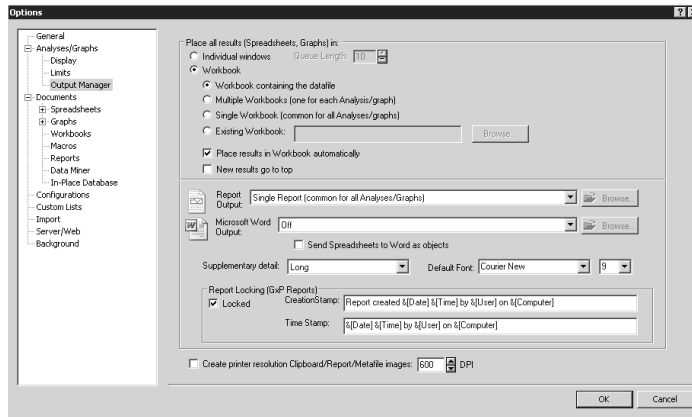 Options
General
Analyses/Graphs
Display
Limits
Output Manager
Documents
Spreadsheets
Graphs
Workbooks
Macros
Reports
Data Miner
In-Place Database
Configurations
Custom Lists
Import
Server/Web
Background
Place all results (Spreadsheets, Graphs) in:
Individual windows Queue Length: 10
Workbook
Workbook containing the datafile
Multiple Workbooks (one for each Analysis/graph)
Single Workbook (common for all Analyses/graphs)
Existing Workbook: Browse...
Place results in Workbook automatically
New results go to top
Report Output: Single Report (common for all Analyses/Graphs) Browse...
Microsoft Word Output: Off Browse...
Send Spreadsheets to Word as objects
Supplementary detail: Long Default Font: Courier New 9
Report Locking (GxP Reports)
Locked CreationStamp: Report created &[Date] &[Time] by &[User] on &[Computer]
Time Stamp: &[Date] &[Time] by &[User] on &[Computer]
Create printer resolution Clipboard/Report/Metafile images: 600 DPI
OK Cancel